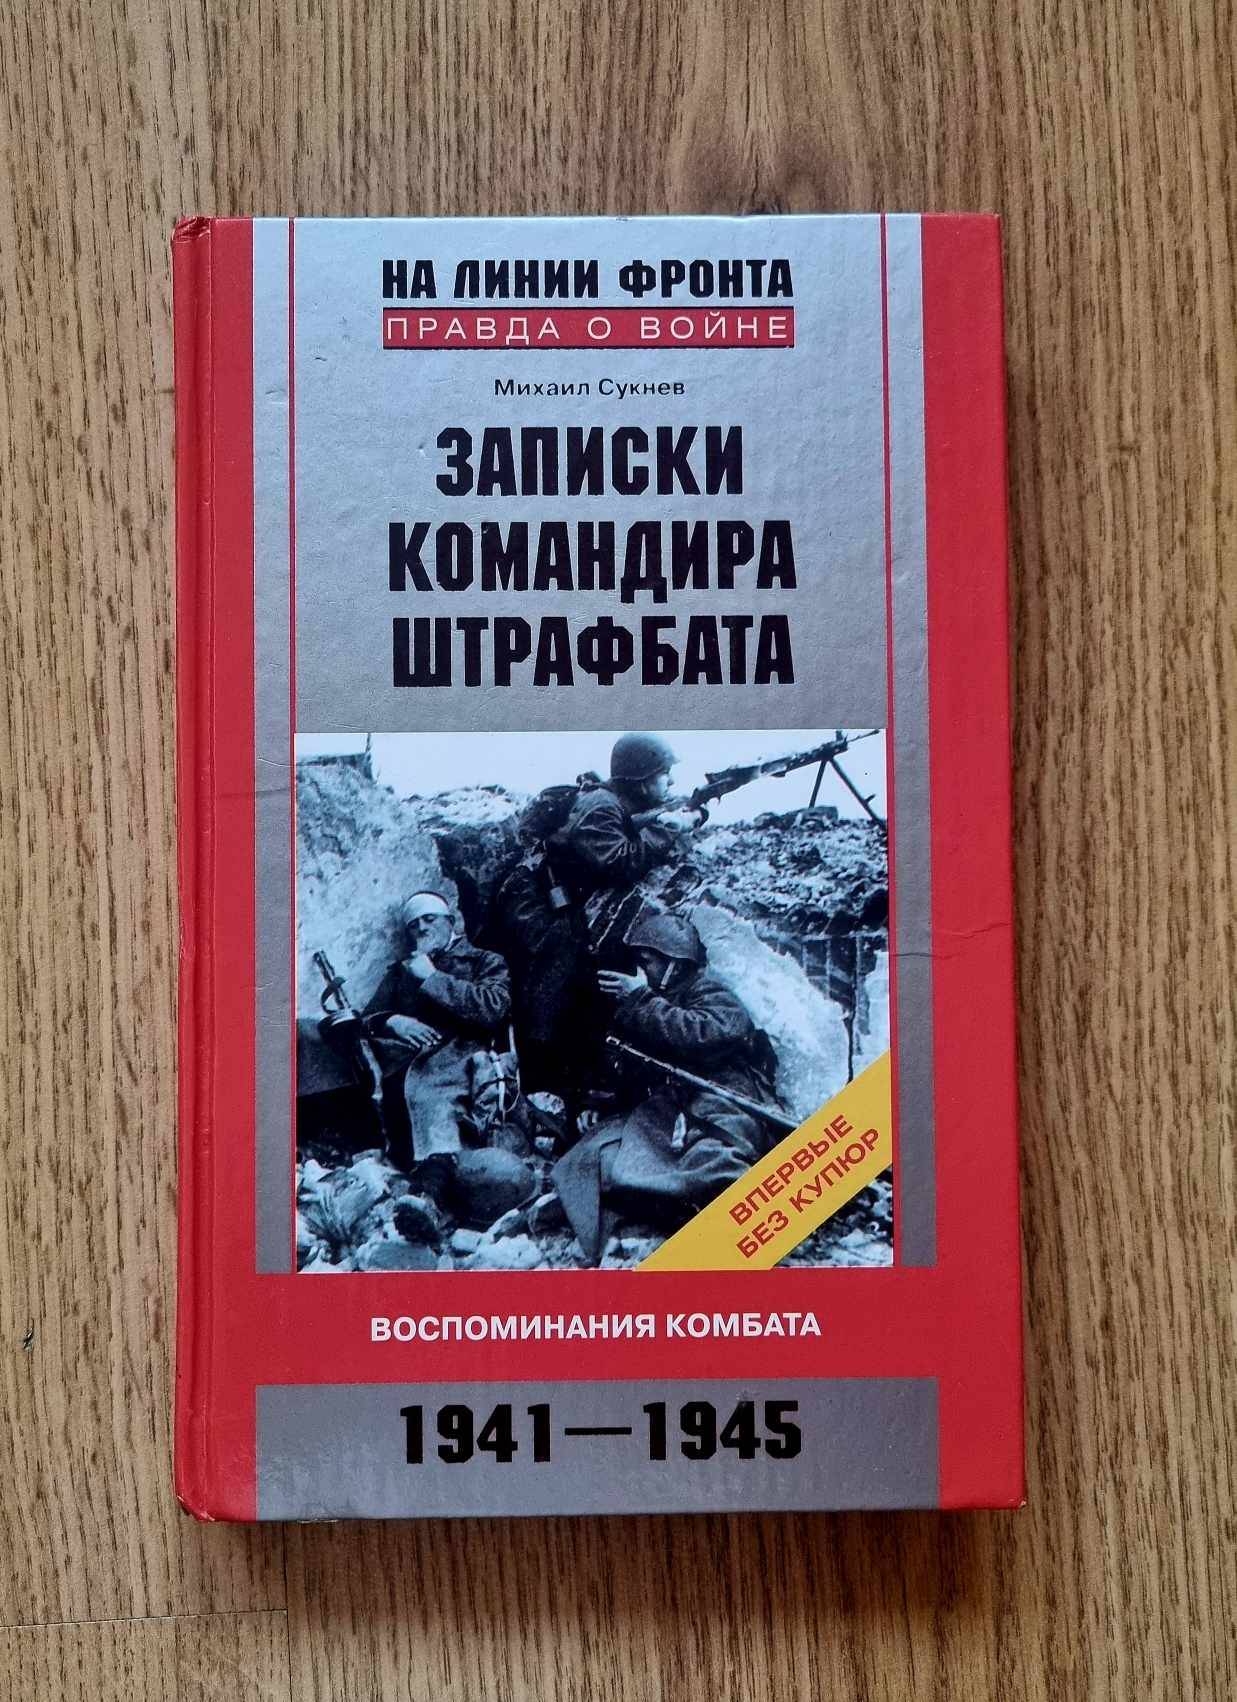 НА ЛИНИИ ФРОНТА
ПРАВДА О ВОЙНЕ
Михаил Сукнев
ЗАПИСКИ
КОМАНДИРА
ШТРАФБАТА
ВПЕРВЫЕ
БЕЗ КУПЮР
ВОСПОМИНАНИЯ КОМБАТА
1941—1945